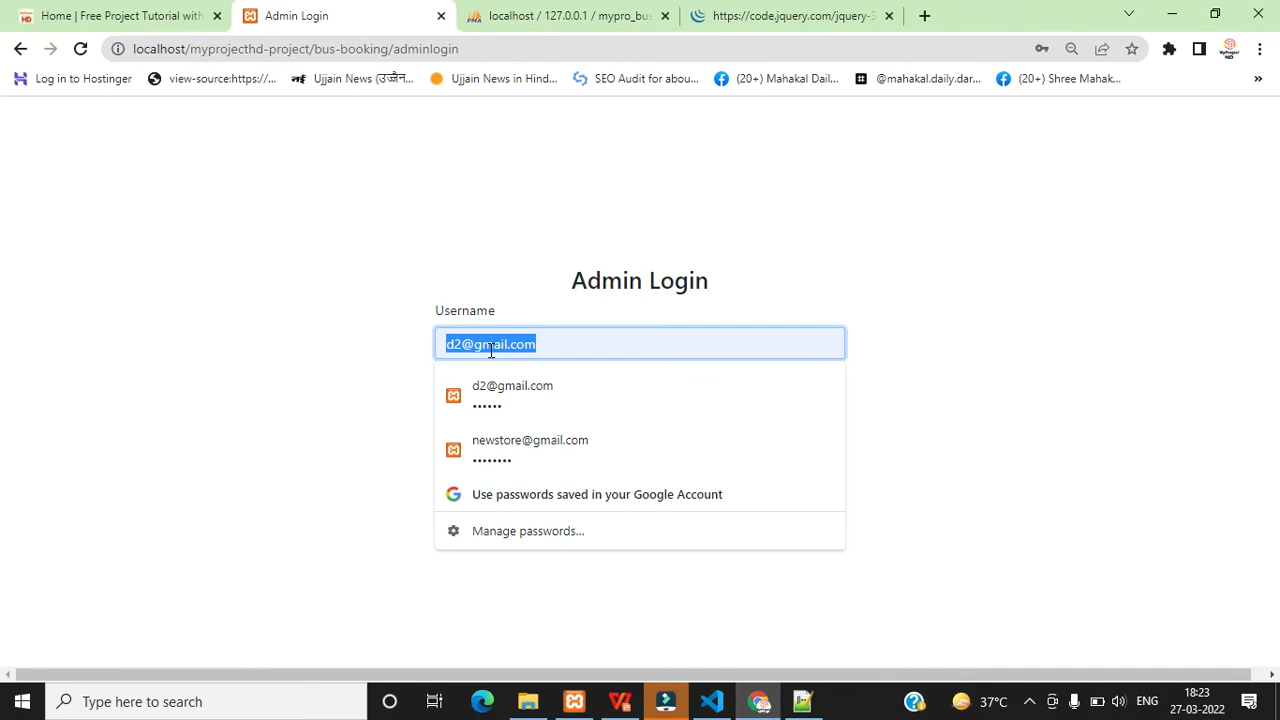 Home | Free Project Tutorial with
Admin Login
localhost / 127.0.0.1 / mypro_bus
https://code.jquery.com/jquery-3
localhost/myprojecthd-project/bus-booking/adminlogin
Log in to Hostinger
view-source:https://...
Ujjain News (उज्जैन...
Ujjain News in Hind...
SEO Audit for abou...
(20+) Mahakal Dail...
@mahakal.daily.dar...
(20+) Shree Mahak...
»
Admin Login
Username
d2@gmail.com
d2@gmail.com
••••••
newstore@gmail.com
••••••••
Use passwords saved in your Google Account
Manage passwords...
Type here to search
37°C
ENG
18:23
27-03-2022